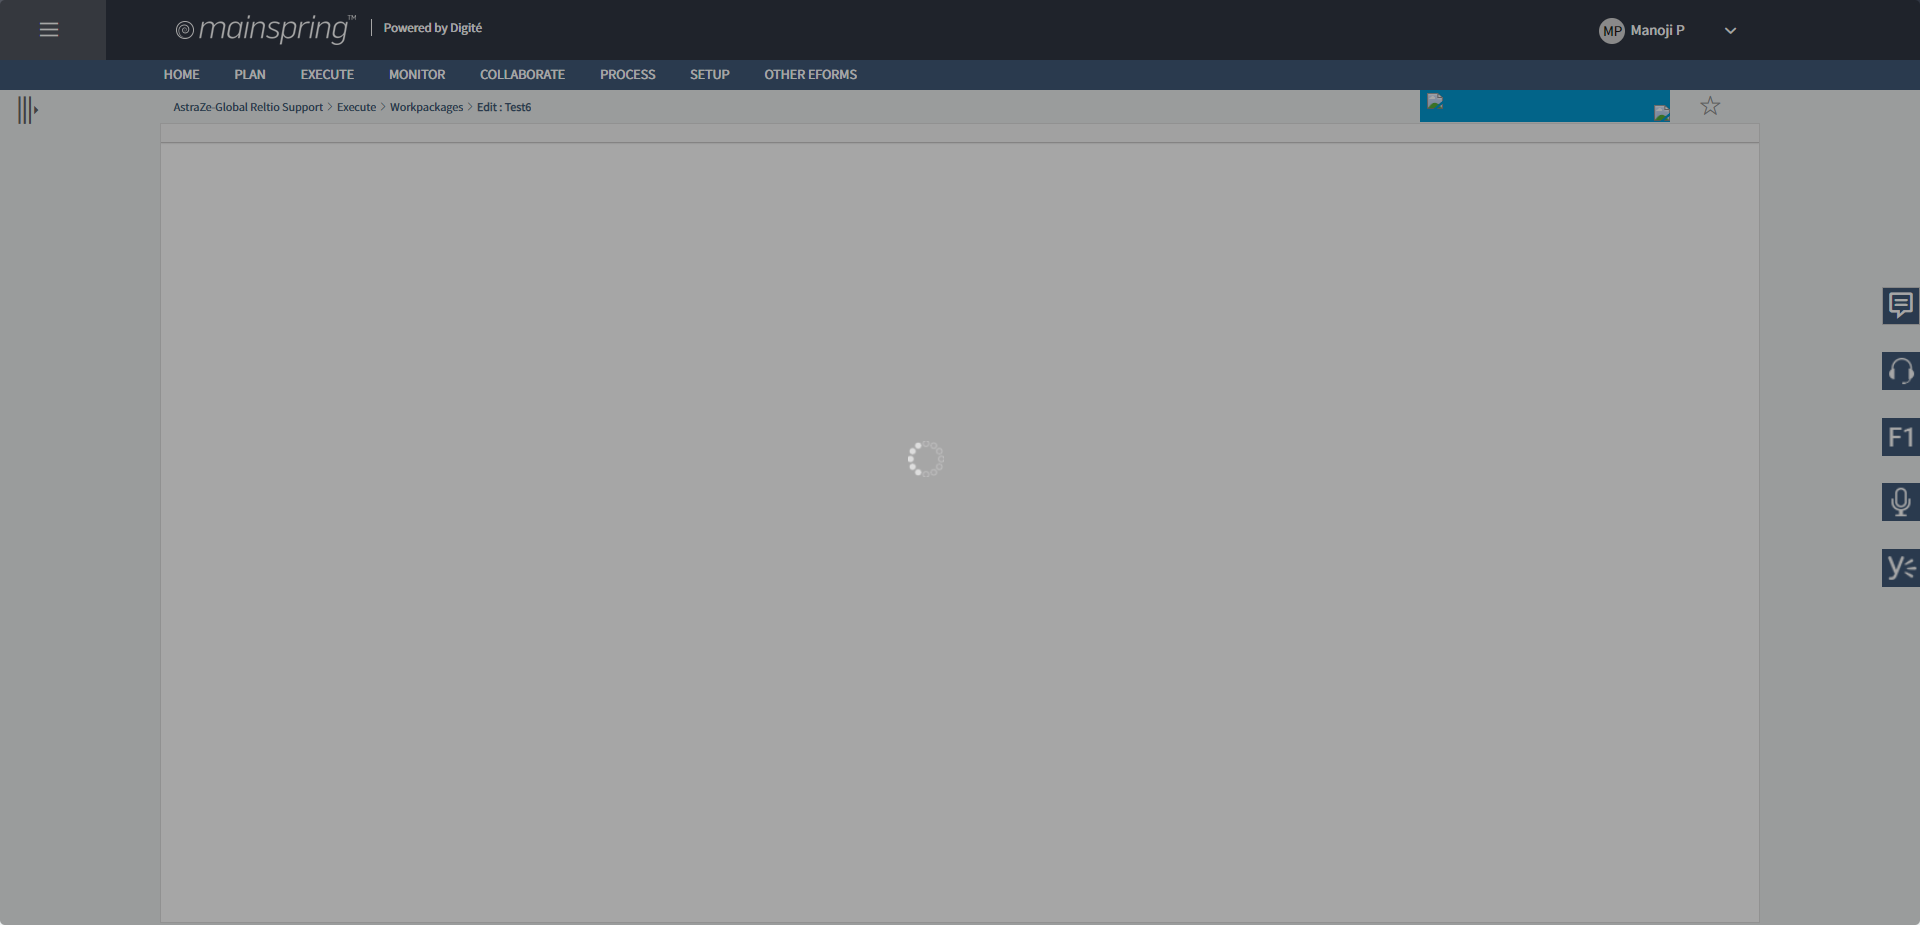 mainspring™ Powered by Digité
MP Manoji P
HOME PLAN EXECUTE MONITOR COLLABORATE PROCESS SETUP OTHER EFORMS
AstraZe-Global Reltio Support > Execute > Workpackages > Edit : Test6
F1